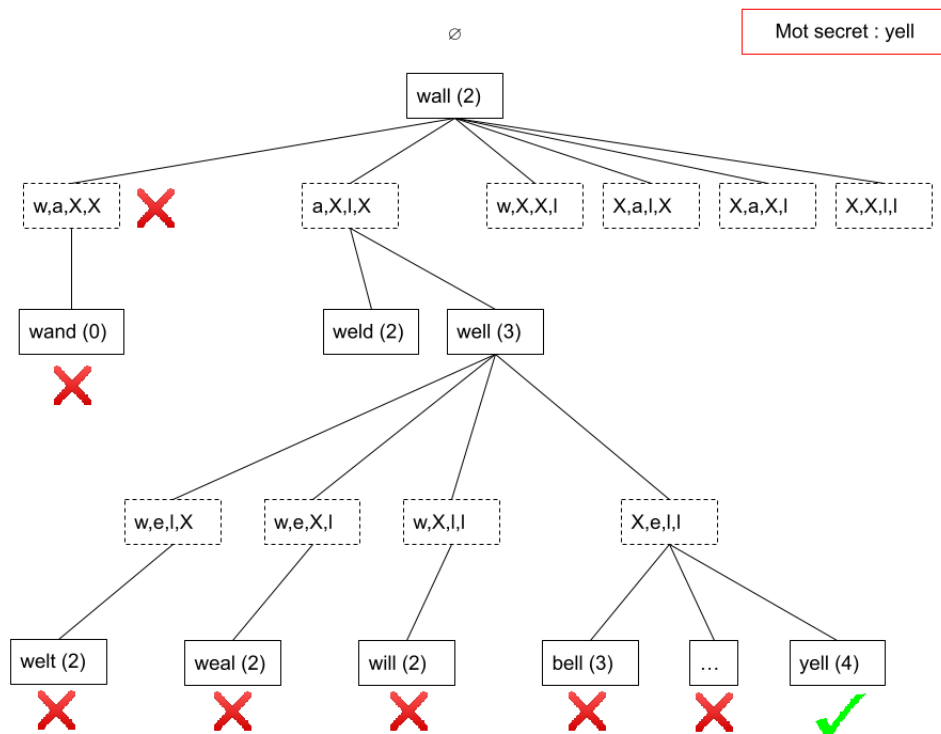 ∅
Mot secret : yell
wall (2)
w,a,X,X
a,X,l,X
w,X,X,l
X,a,l,X
X,a,X,l
X,X,l,l
wand (0)
weld (2)
well (3)
w,e,l,X
w,e,X,l
w,X,l,l
X,e,l,l
welt (2)
weal (2)
will (2)
bell (3)
…
yell (4)